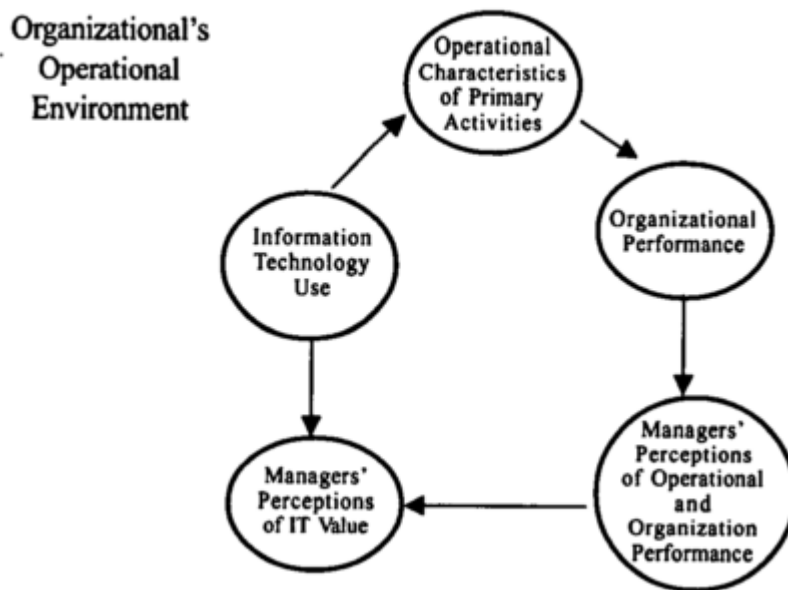 Organizational's
Operational
Environment
Operational
Characteristics
of Primary
Activities
Information
Technology
Use
Organizational
Performance
Managers'
Perceptions
of IT Value
Managers'
Perceptions
of Operational
and
Organization
Performance